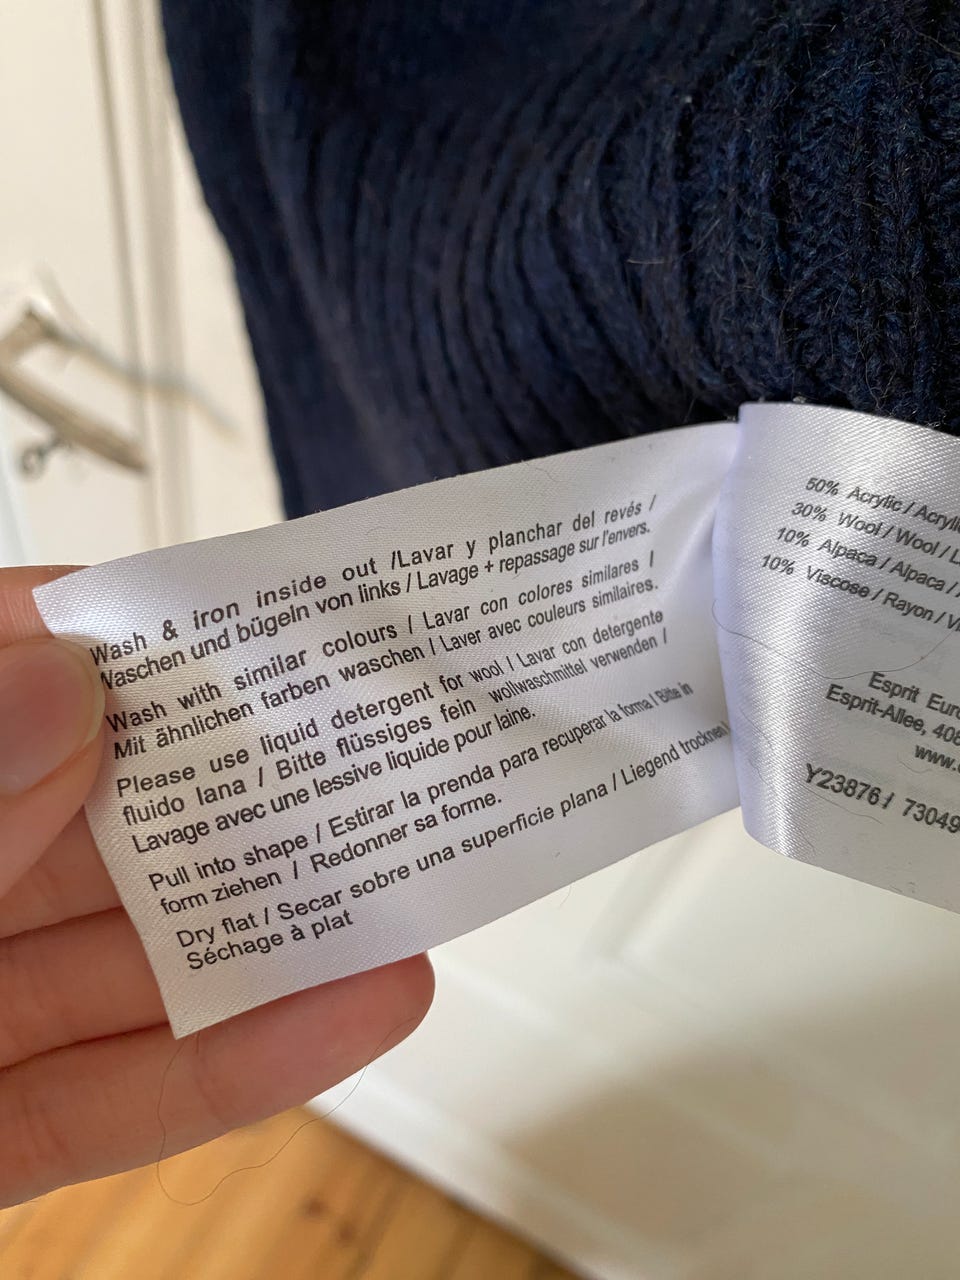 Wash & iron inside out /Lavar y planchar del revés /
Waschen und bügeln von links / Lavage + repassage sur l'envers.
Wash with similar colours / Lavar con colores similares /
Mit ähnlichen farben waschen / Laver avec couleurs similaires.
Please use liquid detergent for wool / Lavar con detergente
fluido lana / Bitte flüssiges fein wollwaschmittel verwenden /
Lavage avec une lessive liquide pour laine.
Pull into shape / Estirar la prenda para recuperar la forma / Bitte in
form ziehen / Redonner sa forme.
Dry flat / Secar sobre una superficie plana / Liegend trocknen /
Séchage à plat
50% Acrylic /
30% Wool / Wool /
10% Alpaca / Alpaca /
10% Viscose / Rayon /
Esprit
Esprit-Allee,
Y23876/ 73049